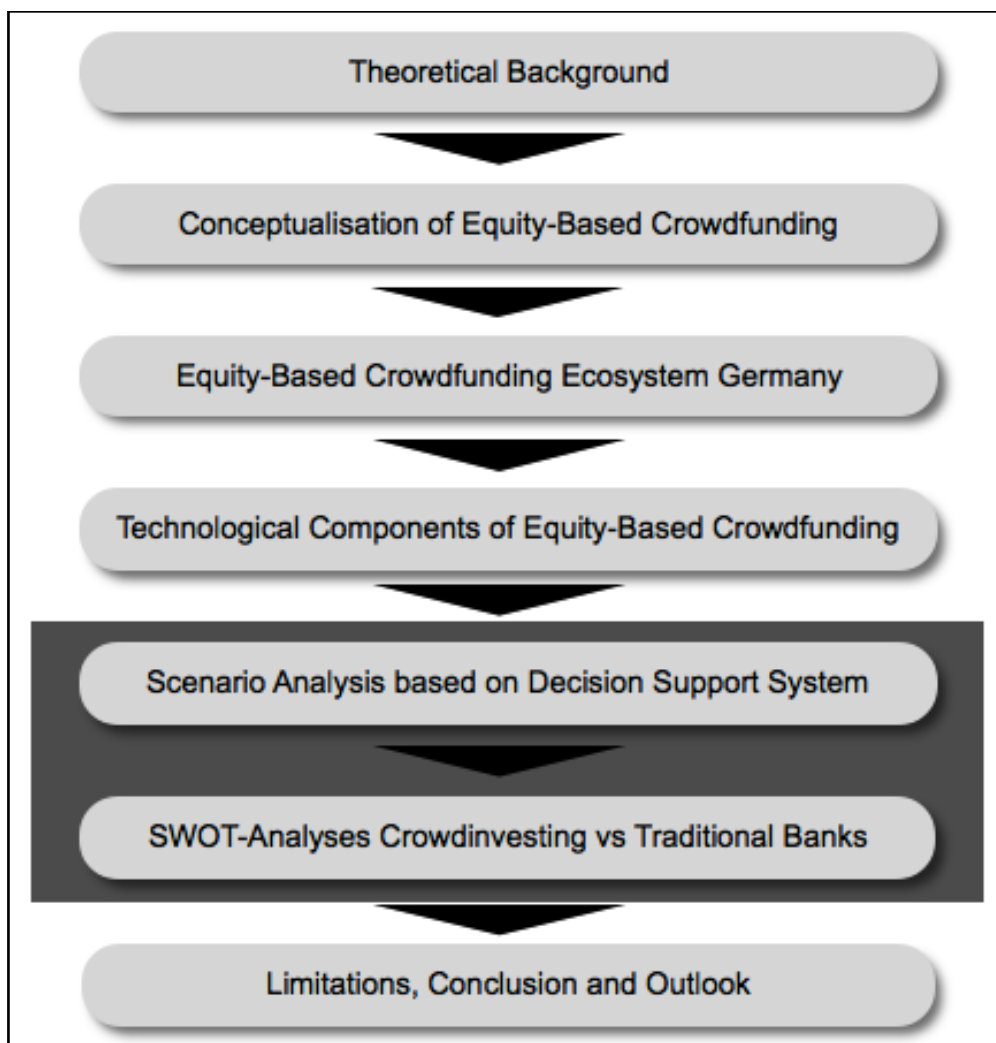 Theoretical Background
Conceptualisation of Equity-Based Crowdfunding
Equity-Based Crowdfunding Ecosystem Germany
Technological Components of Equity-Based Crowdfunding
Scenario Analysis based on Decision Support System
SWOT-Analyses Crowdinvesting vs Traditional Banks
Limitations, Conclusion and Outlook